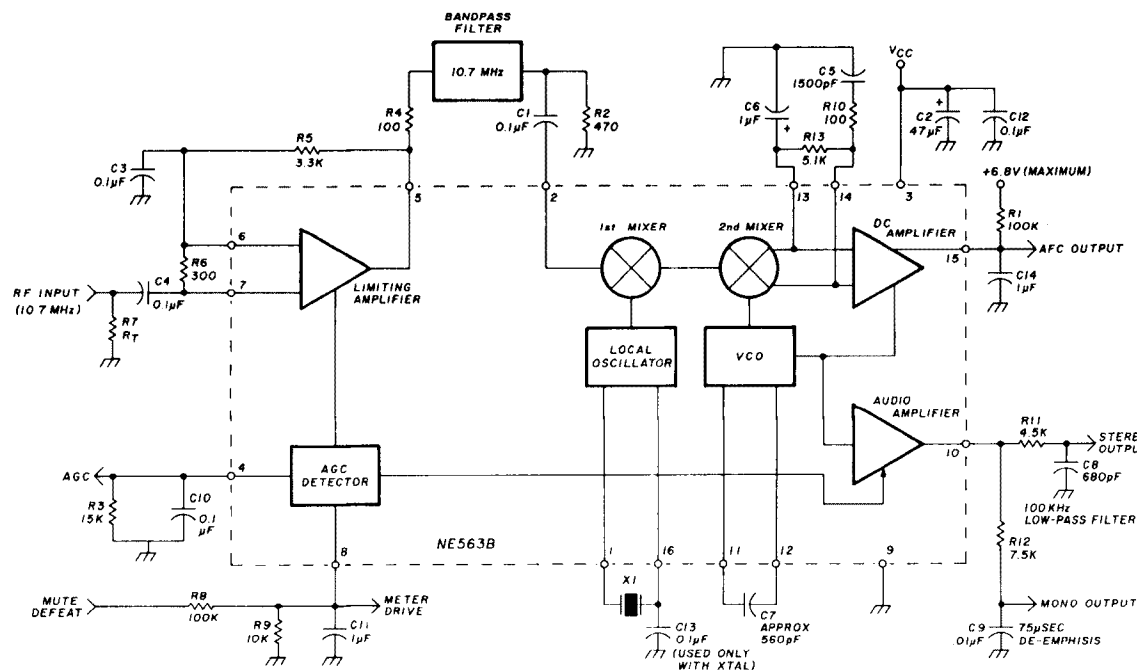 BANDPASS
FILTER
10.7 MHz
R4
100
C1
0.1µF
R2
470
R5
3.3K
C3
0.1µF
C5
1500pF
C6
1µF
+
R10
100
R13
5.1K
VCC
+
C2
47µF
C12
0.1µF
+6.8V (MAXIMUM)
R1
100K
5
2
13
14
3
6
R6
300
7
C4
0.1µF
RF INPUT
(10.7 MHz)
R7
RT
LIMITING
AMPLIFIER
1st MIXER
2nd MIXER
DC
AMPLIFIER
15
AFC OUTPUT
C14
1µF
LOCAL
OSCILLATOR
VCO
AUDIO
AMPLIFIER
10
R11
4.5K
STERE
OUTPU
C8
680pF
100KHz
LOW-PASS FILTER
AGC
4
AGC
DETECTOR
R3
15K
C10
0.1
µF
R12
7.5K
8
NE563B
1
16
11
12
9
MUTE
DEFEAT
R8
100K
METER
DRIVE
R9
10K
C11
1µF
X1
C13
0.1µF
(USED ONLY
WITH XTAL)
C7
APPROX
560pF
MONO OUTPUT
C9
.01µF
75µSEC
DE-EMPHISIS